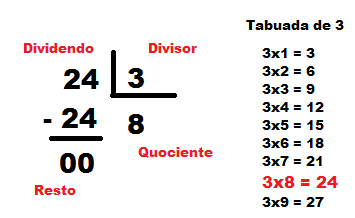 Dividendo Divisor
24 3
- 24 8
00 Quociente
Resto
Tabuada de 3
3x1 = 3
3x2 = 6
3x3 = 9
3x4 = 12
3x5 = 15
3x6 = 18
3x7 = 21
3x8 = 24
3x9 = 27